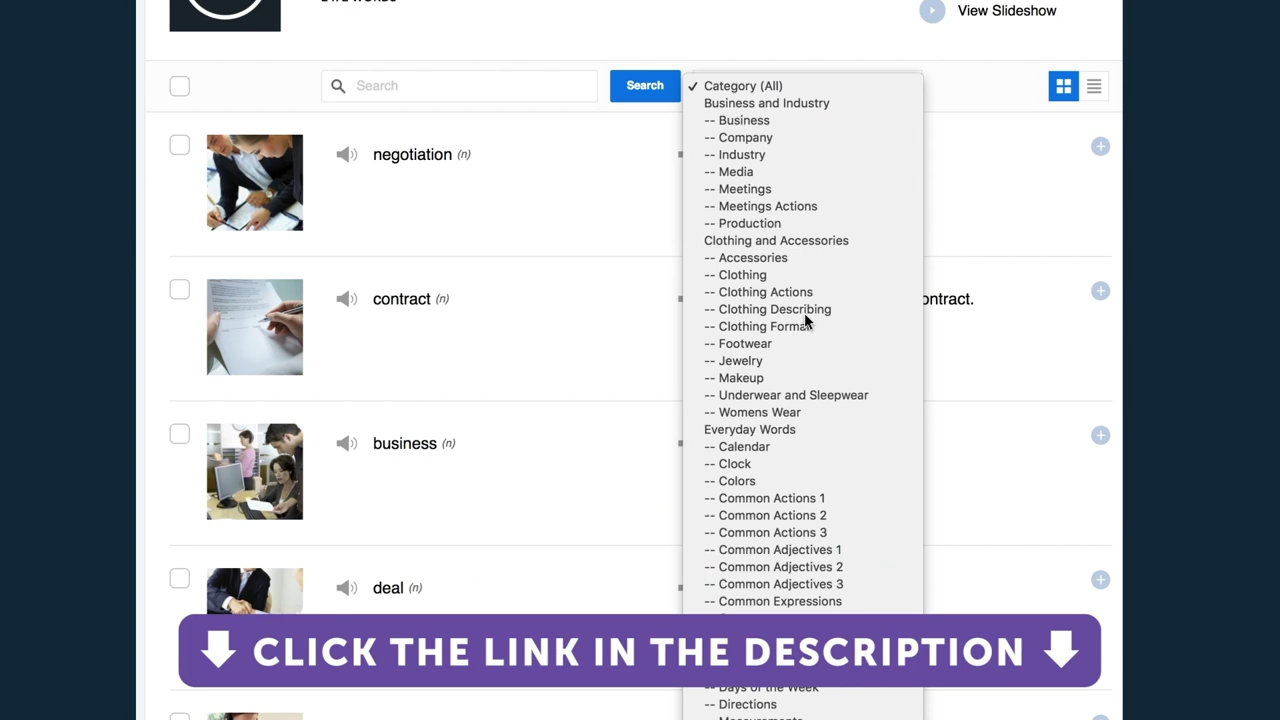 View Slideshow
Search
Search
✓ Category (All)
Business and Industry
-- Business
-- Company
-- Industry
-- Media
-- Meetings
-- Meetings Actions
-- Production
Clothing and Accessories
-- Accessories
-- Clothing
-- Clothing Actions
-- Clothing Describing
-- Clothing Formal
-- Footwear
-- Jewelry
-- Makeup
-- Underwear and Sleepwear
-- Womens Wear
Everyday Words
-- Calendar
-- Clock
-- Colors
-- Common Actions 1
-- Common Actions 2
-- Common Actions 3
-- Common Adjectives 1
-- Common Adjectives 2
-- Common Adjectives 3
-- Common Expressions
-- Days of the Week
-- Directions
negotiation (n)
contract (n)
ontract.
business (n)
deal (n)
CLICK THE LINK IN THE DESCRIPTION